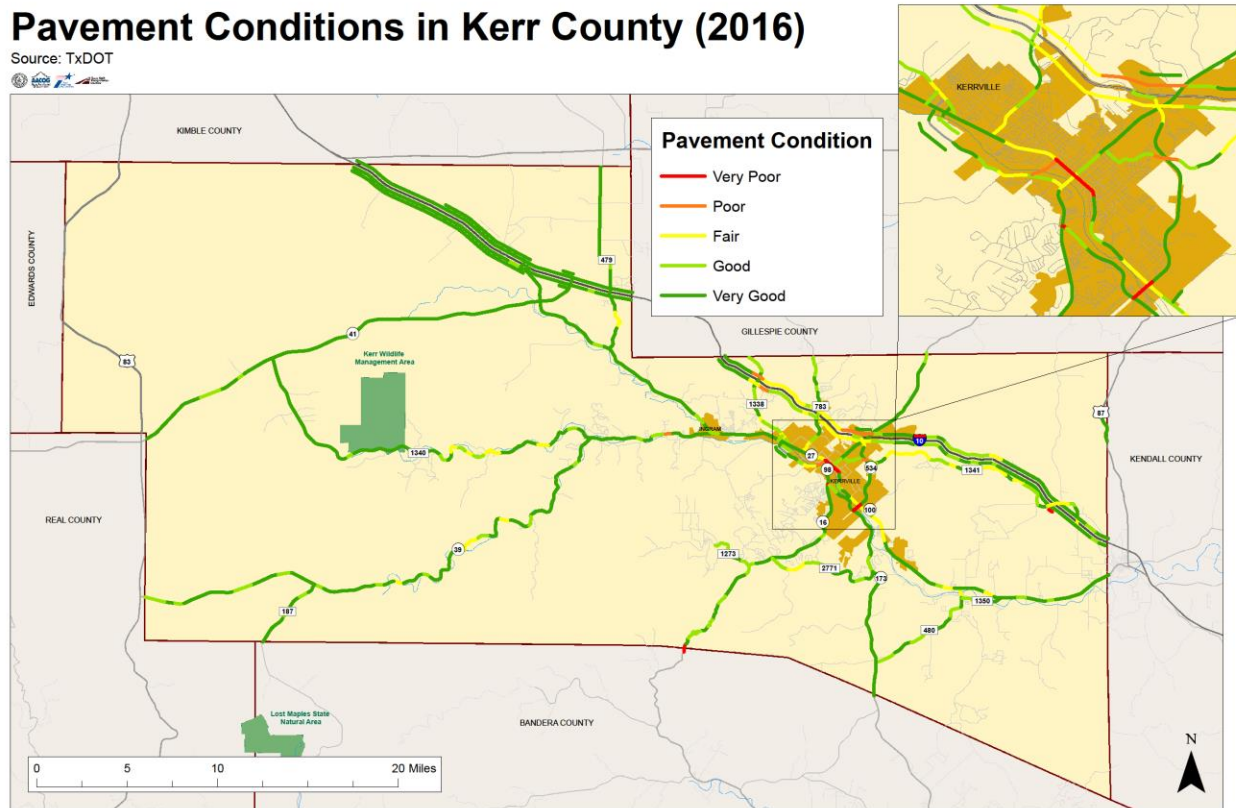 Pavement Conditions in Kerr County (2016)
Source: TxDOT
AACOG
KERRVILLE
KIMBLE COUNTY
Pavement Condition
Very Poor
Poor
Fair
Good
Very Good
EDWARDS COUNTY
479
GILLESPIE COUNTY
41
83
Kerr Wildlife
Management Area
1338
783
87
INGRAM
10
1340
27
98
534
1341
KENDALL COUNTY
KERRVILLE
REAL COUNTY
16
100
39
1273
2771
173
187
1350
480
Lost Maples State
Natural Area
BANDERA COUNTY
N
0 5 10 20 Miles